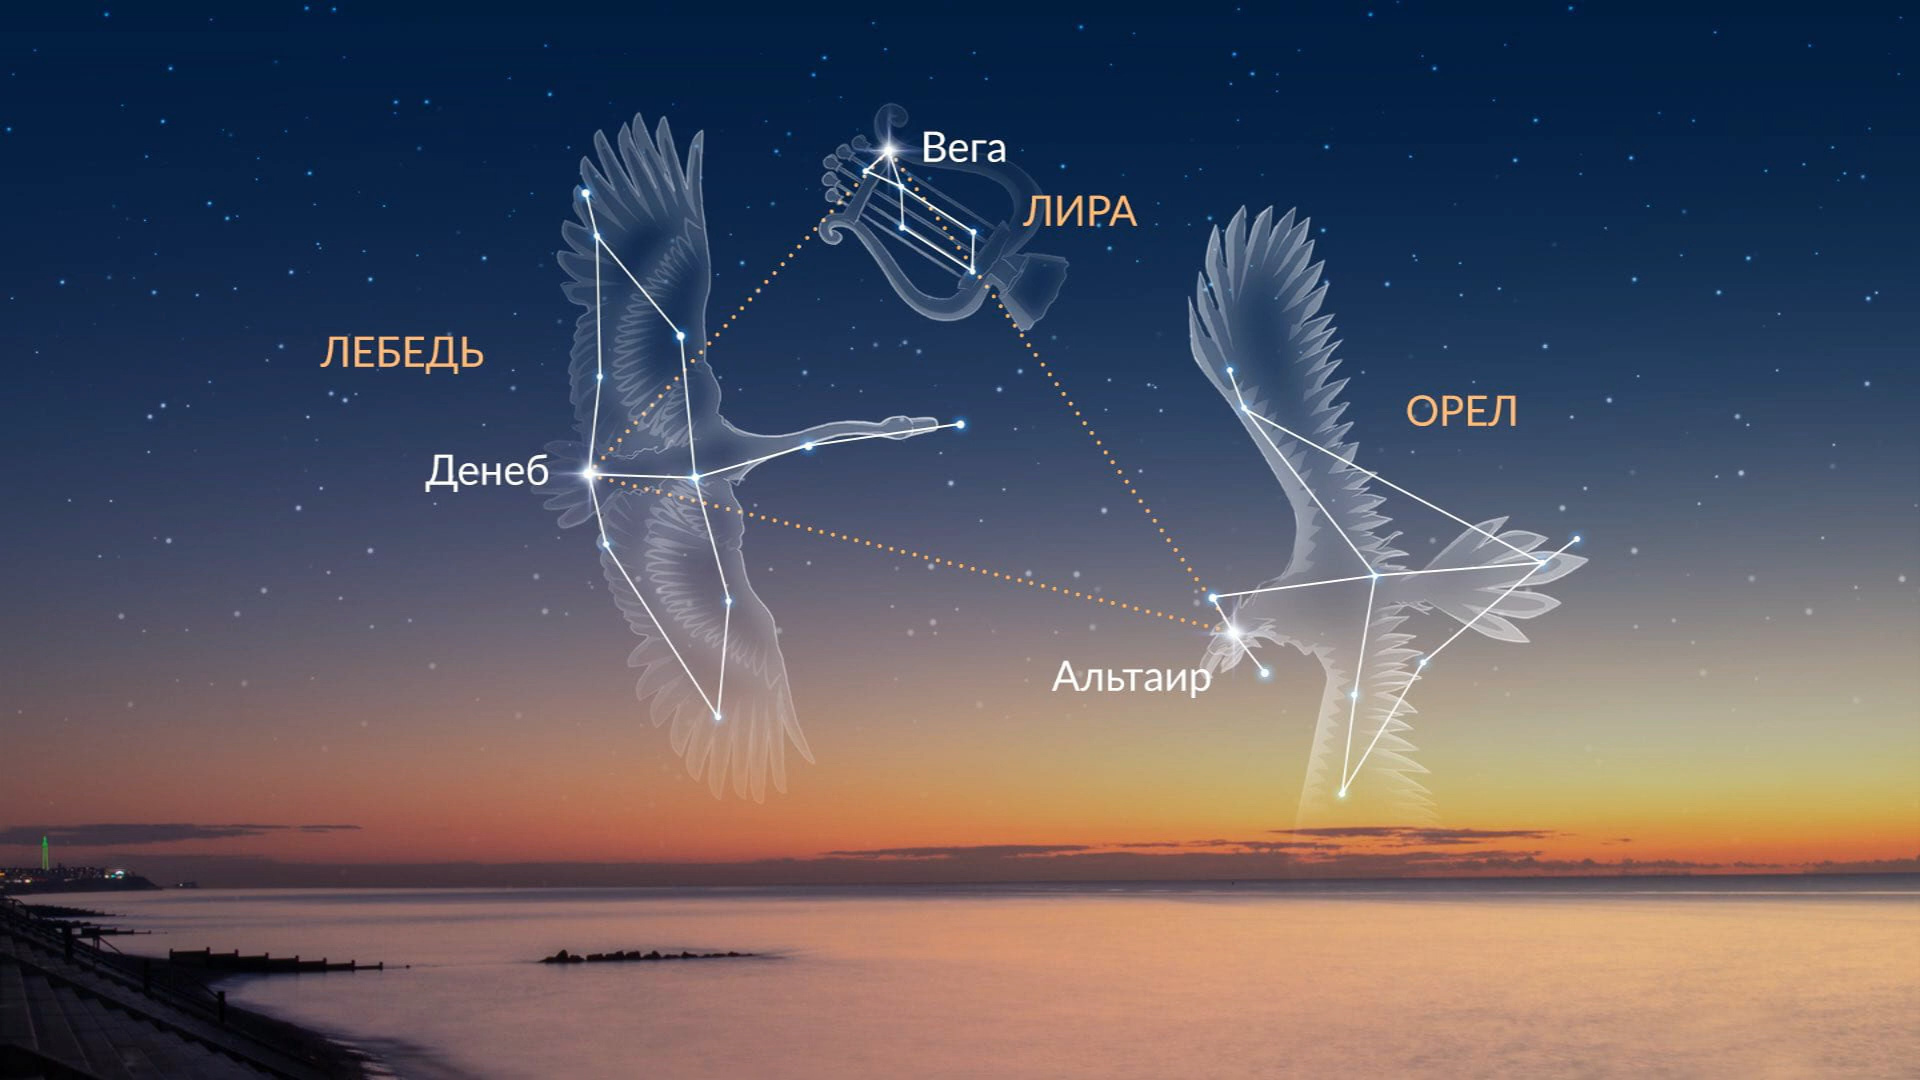 Вега
ЛИРА
ЛЕБЕДЬ
ОРЕЛ
Денеб
Альтаир